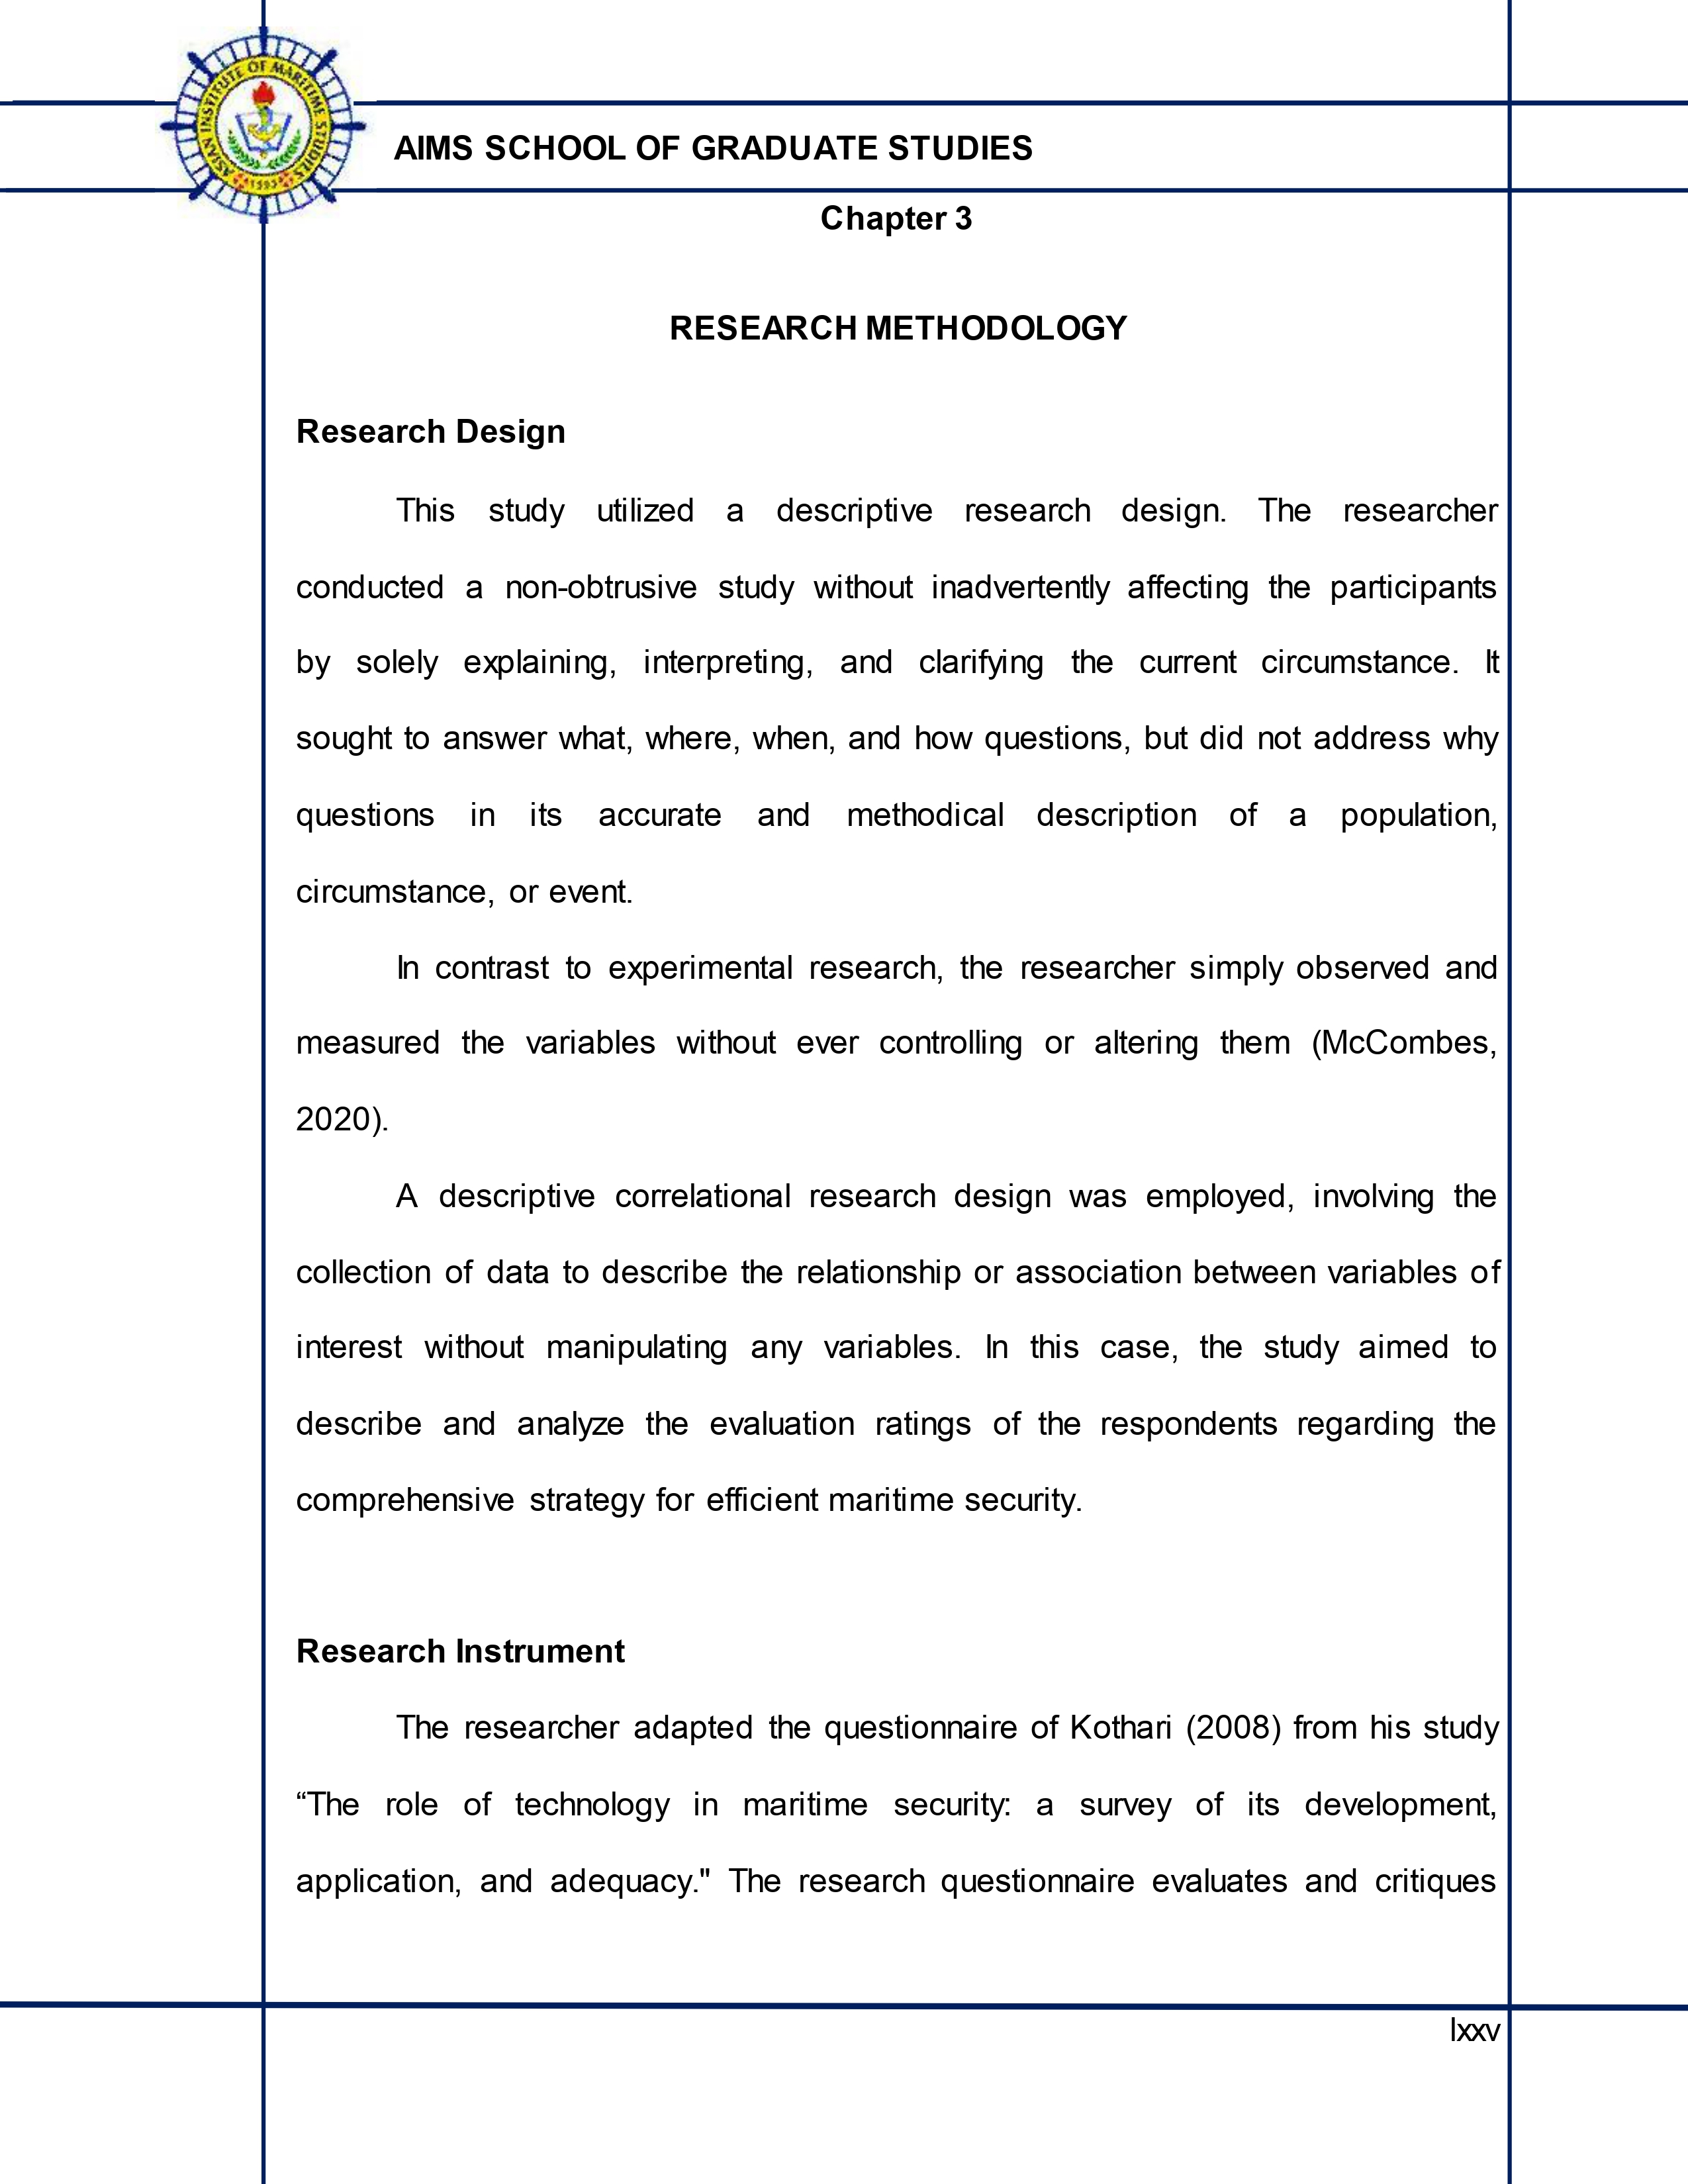 ASIAN INSTITUTE OF MARITIME STUDIES
1993
AIMS SCHOOL OF GRADUATE STUDIES
Chapter 3
RESEARCH METHODOLOGY
Research Design
This study utilized a descriptive research design. The researcher
conducted a non-obtrusive study without inadvertently affecting the participants
by solely explaining, interpreting, and clarifying the current circumstance. It
sought to answer what, where, when, and how questions, but did not address why
questions in its accurate and methodical description of a population,
circumstance, or event.
In contrast to experimental research, the researcher simply observed and
measured the variables without ever controlling or altering them (McCombes,
2020).
A descriptive correlational research design was employed, involving the
collection of data to describe the relationship or association between variables of
interest without manipulating any variables. In this case, the study aimed to
describe and analyze the evaluation ratings of the respondents regarding the
comprehensive strategy for efficient maritime security.
Research Instrument
The researcher adapted the questionnaire of Kothari (2008) from his study
“The role of technology in maritime security: a survey of its development,
application, and adequacy." The research questionnaire evaluates and critiques
lxxv